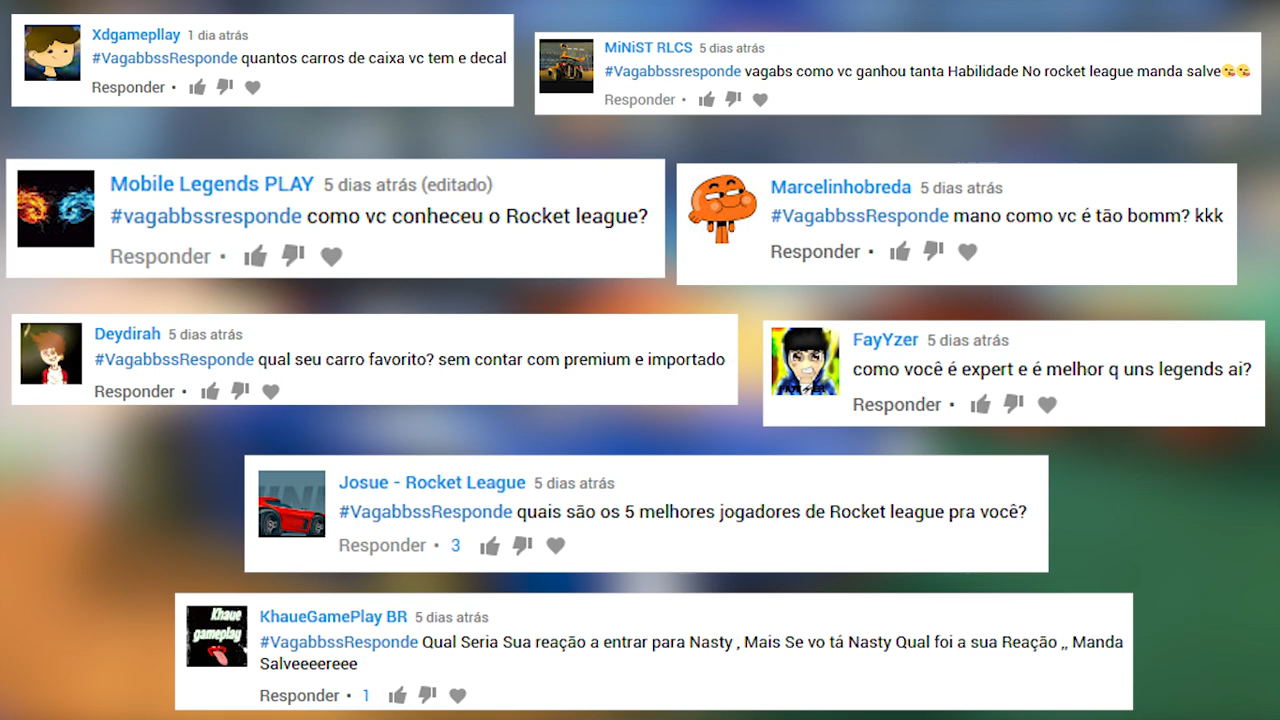 Xdgamepllay 1 dia atrás
#VagabbssResponde quantos carros de caixa vc tem e decal
Responder •
MiNiST RLCS 5 dias atrás
#Vagabbssresponde vagabs como vc ganhou tanta Habilidade No rocket league manda salve😘😘
Responder •
Mobile Legends PLAY 5 dias atrás (editado)
#vagabbssresponde como vc conheceu o Rocket league?
Responder •
Marcelinhobreda 5 dias atrás
#VagabbssResponde mano como vc é tão bomm? kkk
Responder •
Deydirah 5 dias atrás
#VagabbssResponde qual seu carro favorito? sem contar com premium e importado
Responder •
FayYzer 5 dias atrás
como você é expert e é melhor q uns legends ai?
Responder •
Josue - Rocket League 5 dias atrás
#VagabbssResponde quais são os 5 melhores jogadores de Rocket league pra você?
Responder • 3
Khaue
gameplay
KhaueGamePlay BR 5 dias atrás
#VagabbssResponde Qual Seria Sua reação a entrar para Nasty , Mais Se vo tá Nasty Qual foi a sua Reação ,, Manda
Salveeeereee
Responder • 1